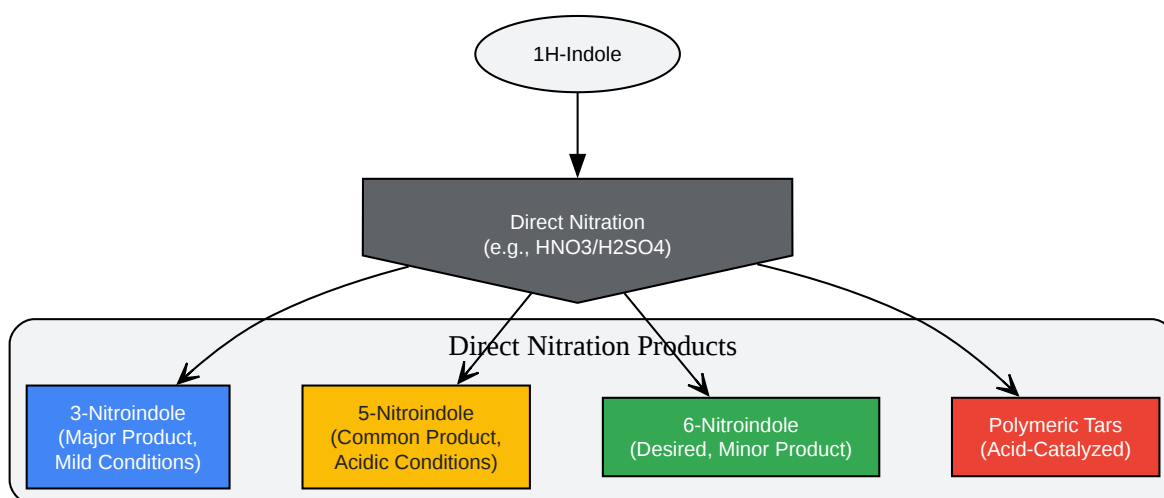 1H-Indole
Direct Nitration
(e.g., HNO3/H2SO4)
Direct Nitration Products
3-Nitroindole
(Major Product,
Mild Conditions)
5-Nitroindole
(Common Product,
Acidic Conditions)
6-Nitroindole
(Desired, Minor Product)
Polymeric Tars
(Acid-Catalyzed)